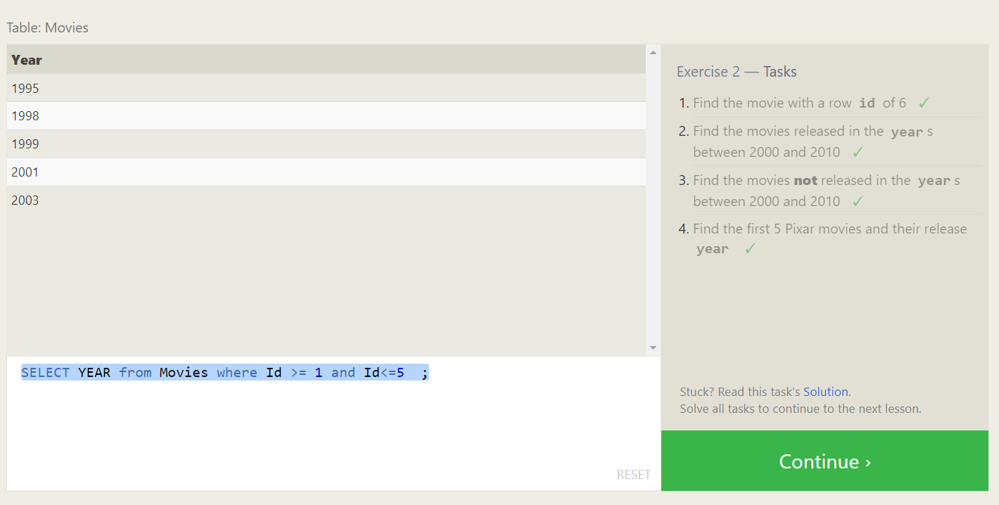 Table: Movies
Year
1995
1998
1999
2001
2003
SELECT YEAR from Movies where Id >= 1 and Id<=5  ;
RESET
Exercise 2 — Tasks
1. Find the movie with a row id of 6 ✓
2. Find the movies released in the year s
between 2000 and 2010 ✓
3. Find the movies not released in the year s
between 2000 and 2010 ✓
4. Find the first 5 Pixar movies and their release
year ✓
Stuck? Read this task's Solution.
Solve all tasks to continue to the next lesson.
Continue ›